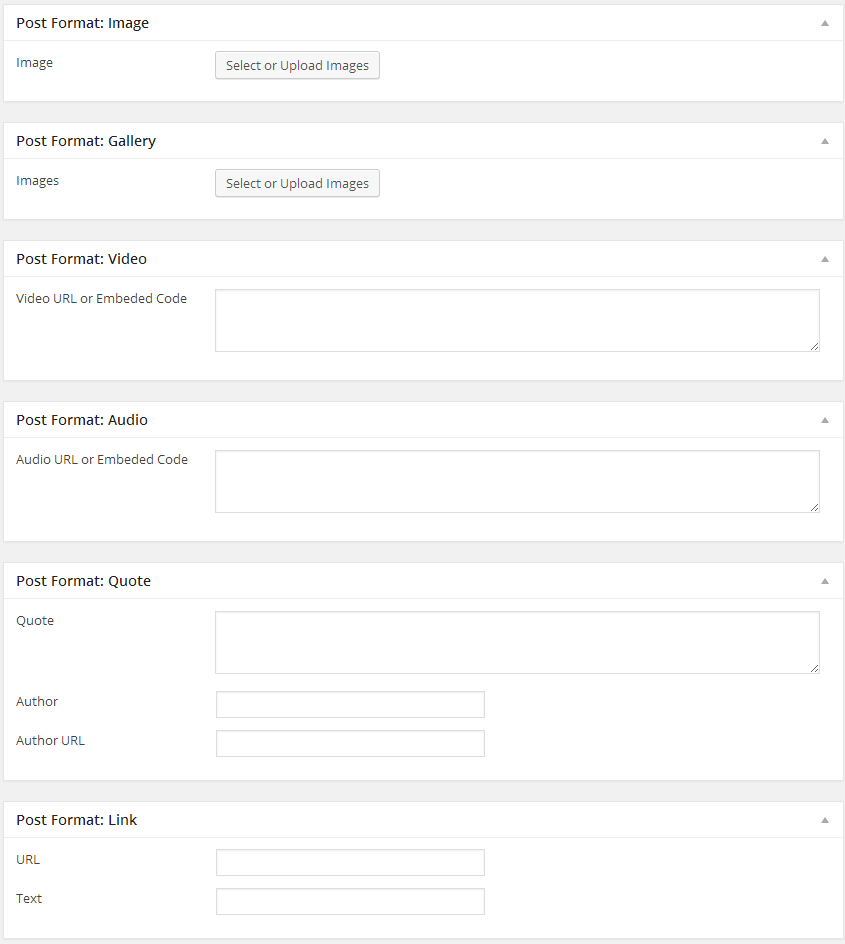 Post Format: Image
Image
Select or Upload Images
Post Format: Gallery
Images
Select or Upload Images
Post Format: Video
Video URL or Embeded Code
Post Format: Audio
Audio URL or Embeded Code
Post Format: Quote
Quote
Author
Author URL
Post Format: Link
URL
Text